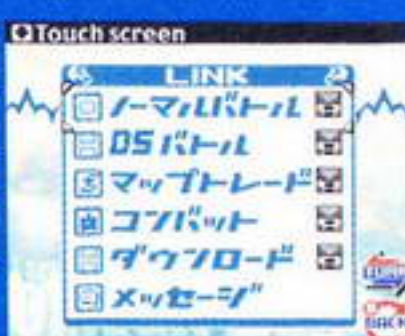 Touch screen
LINK
ノーマルバトル
DSバトル
マップトレード
コンバット
ダウンロード
メッセージ
BACK